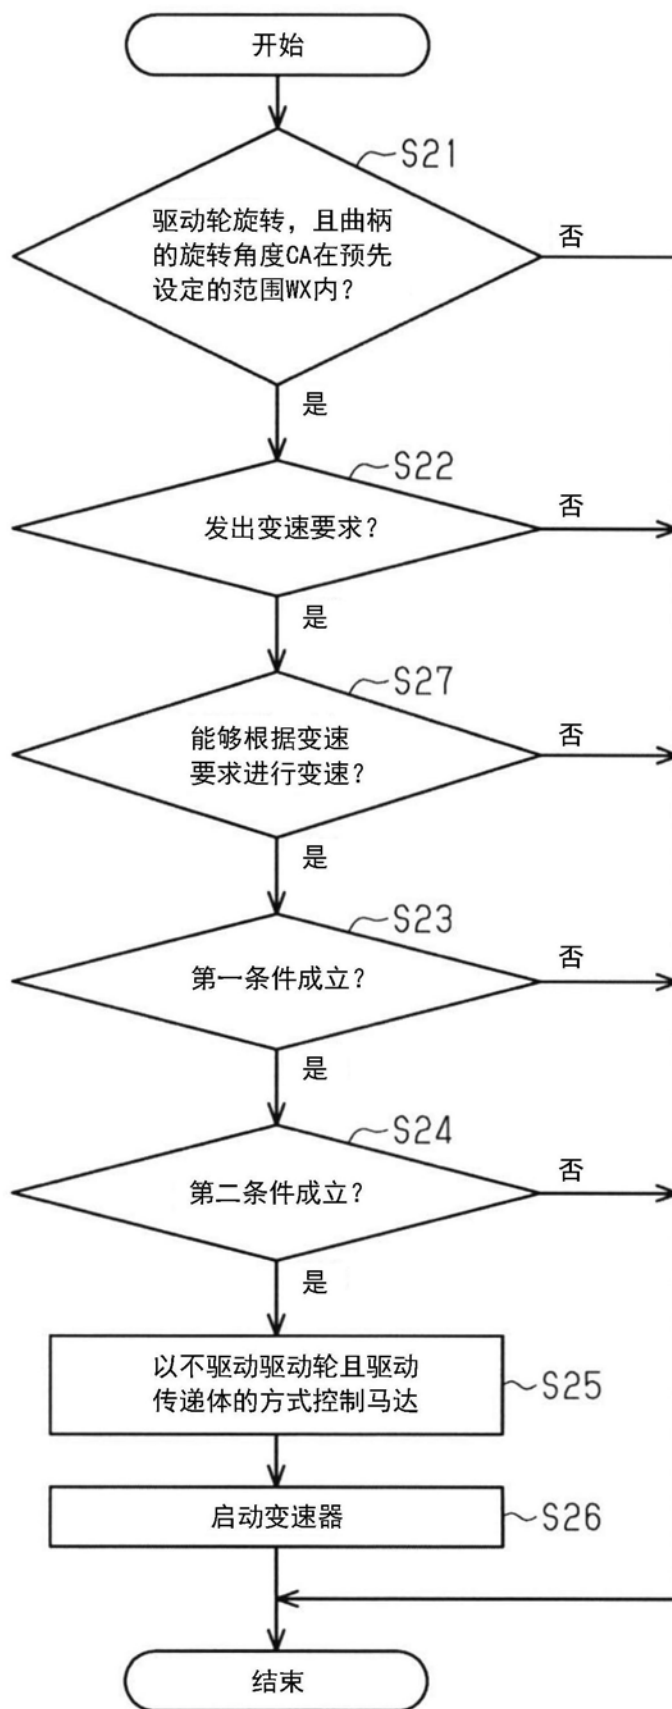 开始
S21
驱动轮旋转，且曲柄
的旋转角度CA在预先
设定的范围WX内？
否
是
S22
发出变速要求？
否
是
S27
能够根据变速
要求进行变速？
否
是
S23
第一条件成立？
否
是
S24
第二条件成立？
否
是
以不驱动驱动轮且驱动
传递体的方式控制马达
S25
启动变速器
S26
结束